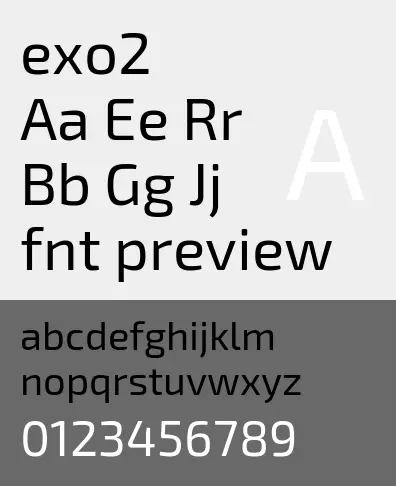 exo2
Aa Ee Rr
A
Bb Gg Jj
fnt preview
abcdefghijklm
nopqrstuvwxyz
0123456789